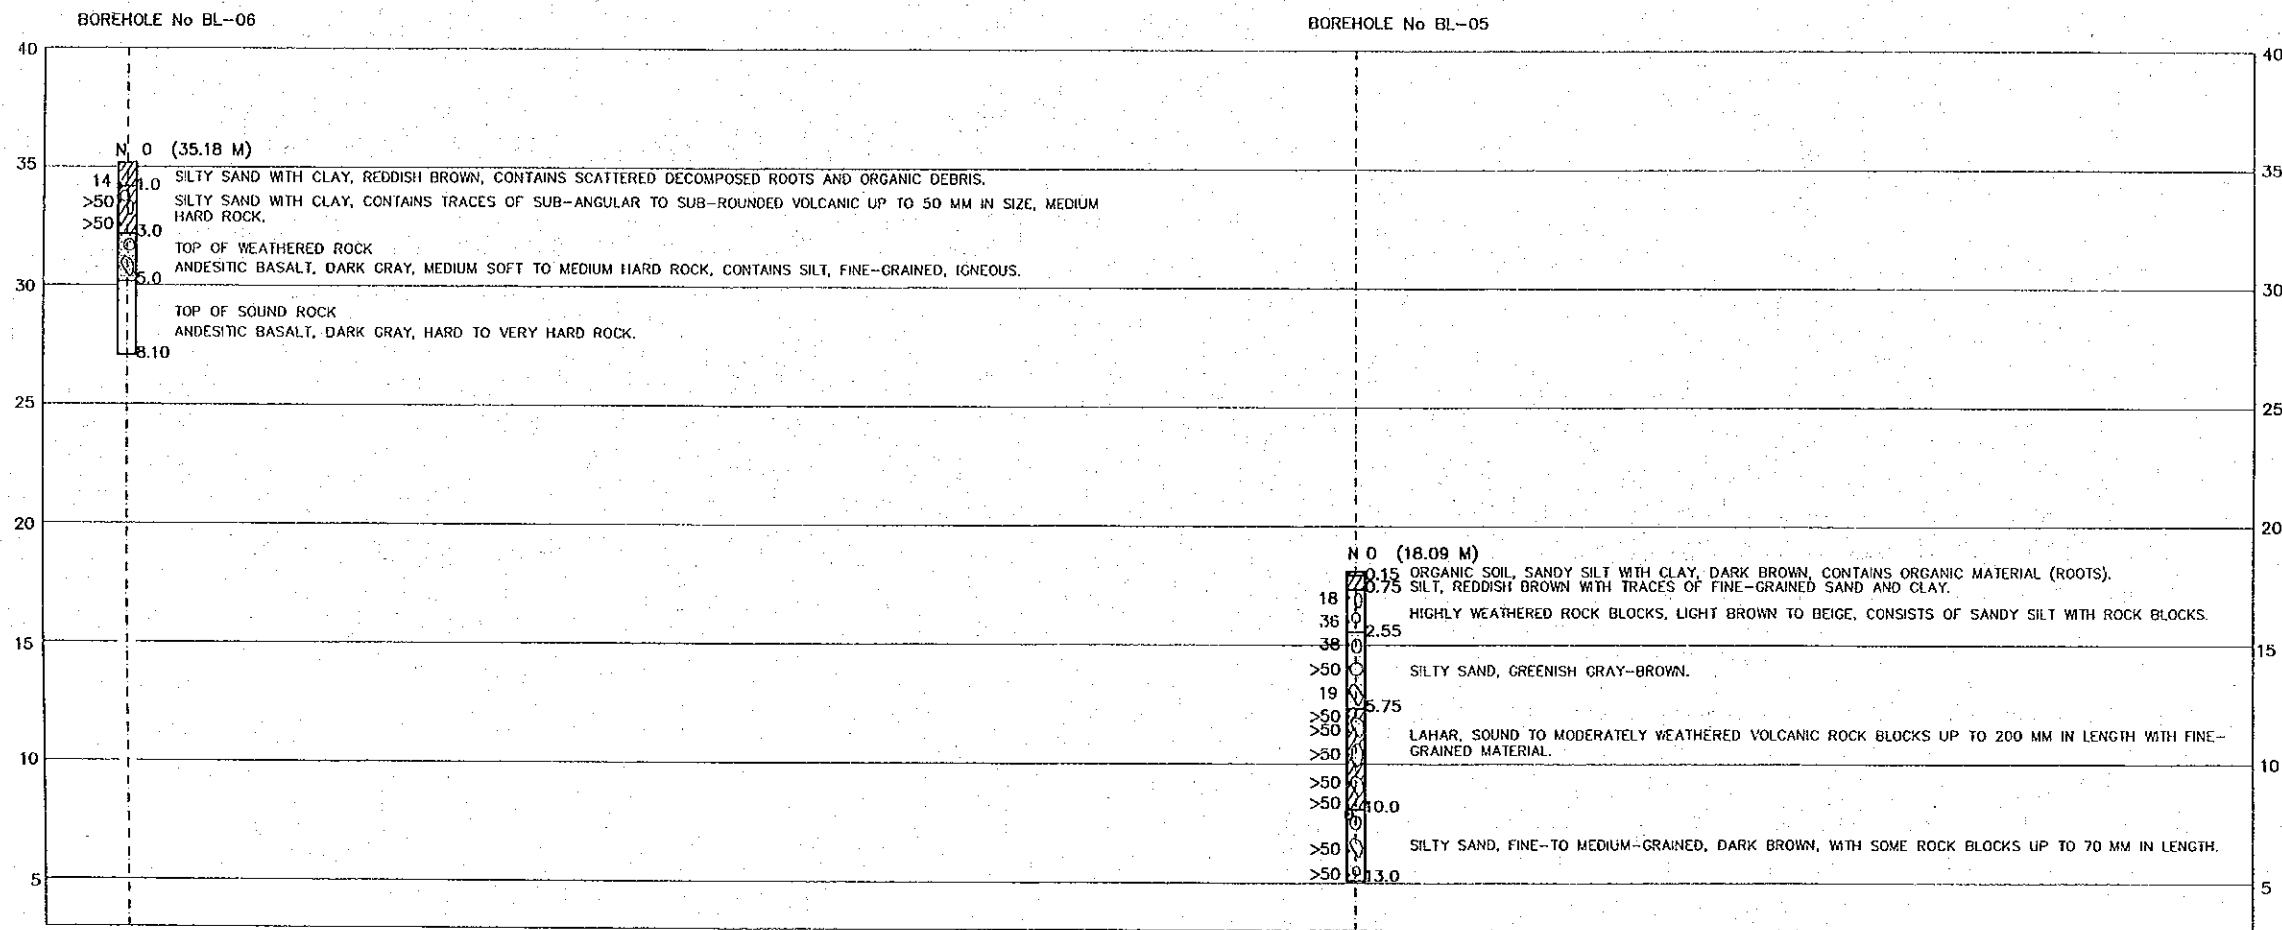 BOREHOLE No BL-06
BOREHOLE No BL-05
40
40
N 0 (35.18 M)
35
35
14
1.0
SILTY SAND WITH CLAY, REDDISH BROWN, CONTAINS SCATTERED DECOMPOSED ROOTS AND ORGANIC DEBRIS.
>50
SILTY SAND WITH CLAY, CONTAINS TRACES OF SUB-ANGULAR TO SUB-ROUNDED VOLCANIC UP TO 50 MM IN SIZE, MEDIUM
HARD ROCK.
>50
3.0
TOP OF WEATHERED ROCK
ANDESITIC BASALT, DARK GRAY, MEDIUM SOFT TO MEDIUM HARD ROCK, CONTAINS SILT, FINE-GRAINED, IGNEOUS.
5.0
30
30
TOP OF SOUND ROCK
ANDESITIC BASALT, DARK GRAY, HARD TO VERY HARD ROCK.
8.10
25
25
20
20
N 0 (18.09 M)
0.15 ORGANIC SOIL, SANDY SILT WITH CLAY, DARK BROWN, CONTAINS ORGANIC MATERIAL (ROOTS).
0.75 SILT, REDDISH BROWN WITH TRACES OF FINE-GRAINED SAND AND CLAY.
18
HIGHLY WEATHERED ROCK BLOCKS, LIGHT BROWN TO BEIGE, CONSISTS OF SANDY SILT WITH ROCK BLOCKS.
36
2.55
15
38
15
>50
SILTY SAND, GREENISH GRAY-BROWN.
19
5.75
>50
>50
LAHAR, SOUND TO MODERATELY WEATHERED VOLCANIC ROCK BLOCKS UP TO 200 MM IN LENGTH WITH FINE-
GRAINED MATERIAL.
>50
10
10
>50
>50
10.0
>50
SILTY SAND, FINE-TO MEDIUM-GRAINED, DARK BROWN, WITH SOME ROCK BLOCKS UP TO 70 MM IN LENGTH.
>50
13.0
5
5